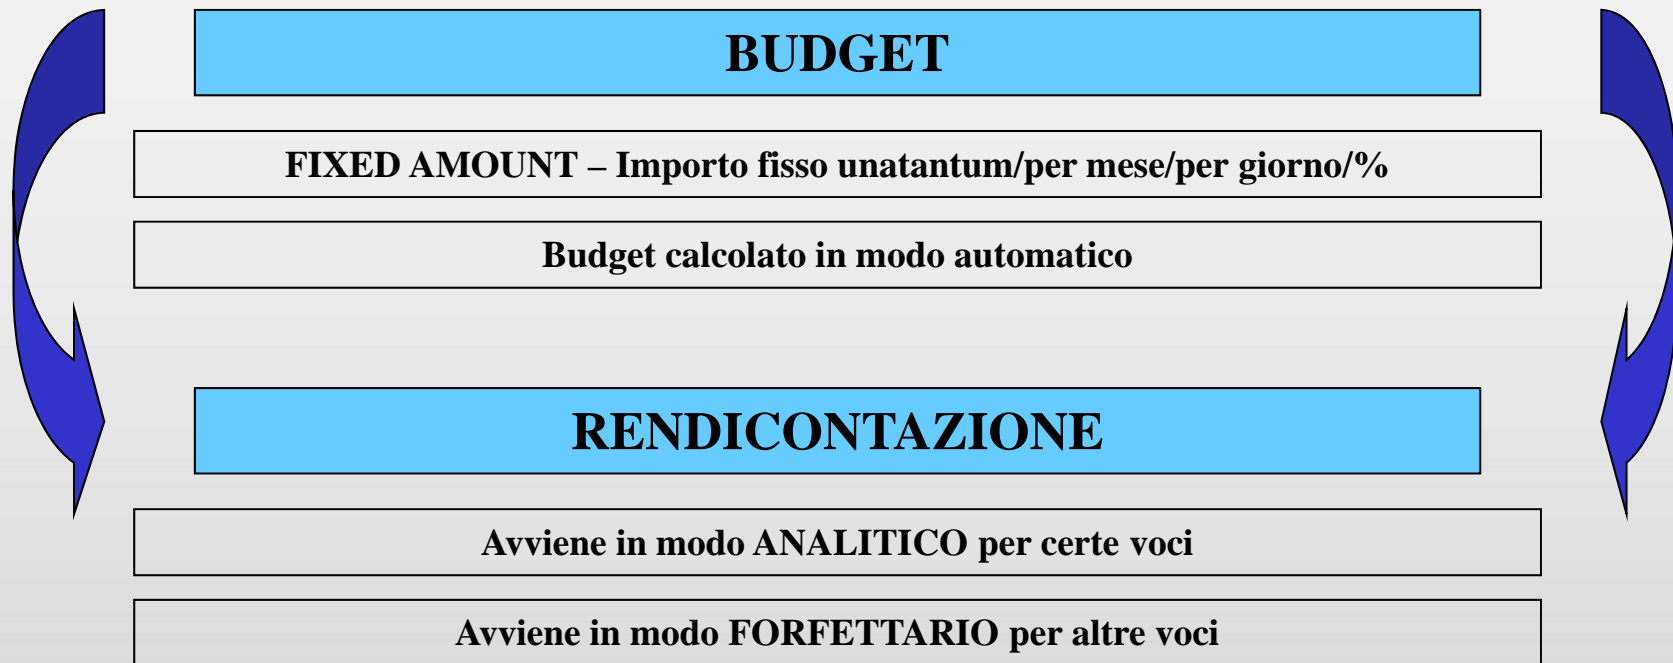 BUDGET
FIXED AMOUNT – Importo fisso unatantum/per mese/per giorno/%
Budget calcolato in modo automatico
RENDICONTAZIONE
Avviene in modo ANALITICO per certe voci
Avviene in modo FORFETTARIO per altre voci